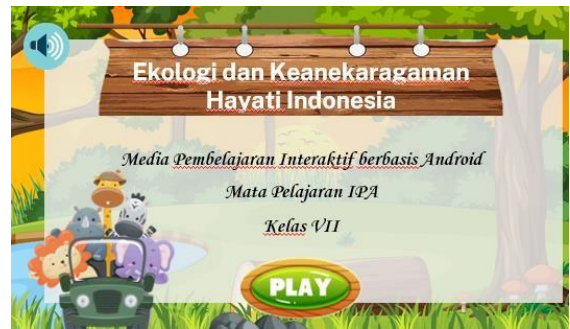 Ekologi dan Keanekaragaman
Hayati Indonesia
Media Pembelajaran Interaktif berbasis Android
Mata Pelajaran IPA
Kelas VII
PLAY